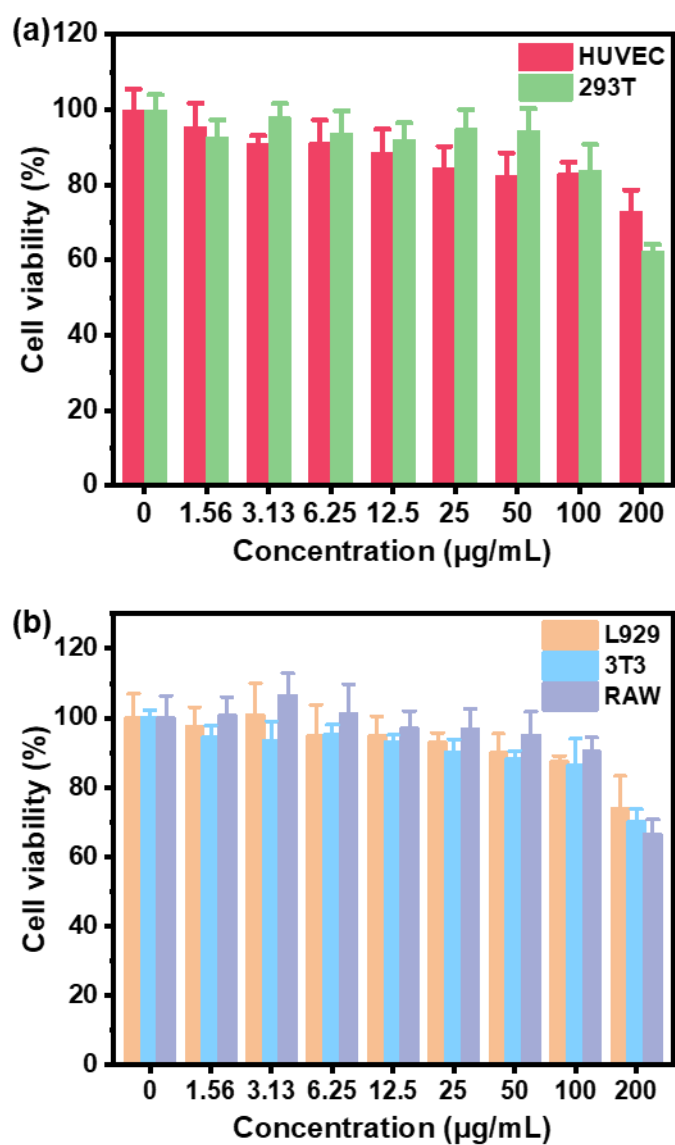 (a)
120
100
80
60
40
20
0
Cell viability (%)
HUVEC
293T
0 1.56 3.13 6.25 12.5 25 50 100 200
Concentration (µg/mL)
(b)
120
100
80
60
40
20
0
Cell viability (%)
L929
3T3
RAW
0 1.56 3.13 6.25 12.5 25 50 100 200
Concentration (µg/mL)